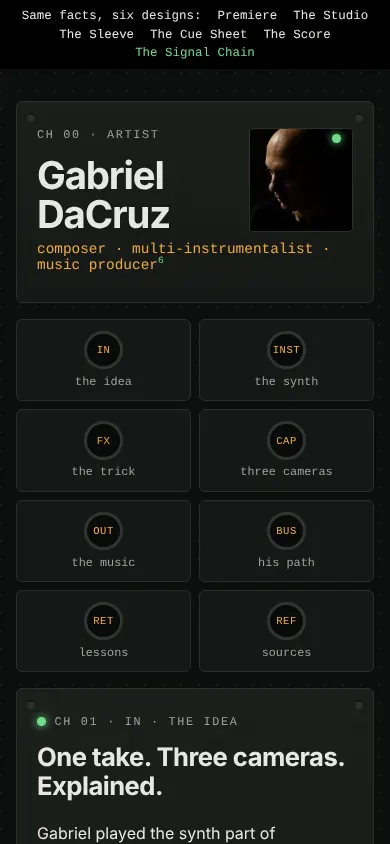 Same facts, six designs: Premiere The Studio
The Sleeve The Cue Sheet The Score
The Signal Chain
CH 00 · ARTIST
Gabriel
DaCruz
composer · multi-instrumentalist ·
music producer6
IN
the idea
INST
the synth
FX
the trick
CAP
three cameras
OUT
the music
BUS
his path
RET
lessons
REF
sources
CH 01 · IN · THE IDEA
One take. Three cameras.
Explained.
Gabriel played the synth part of